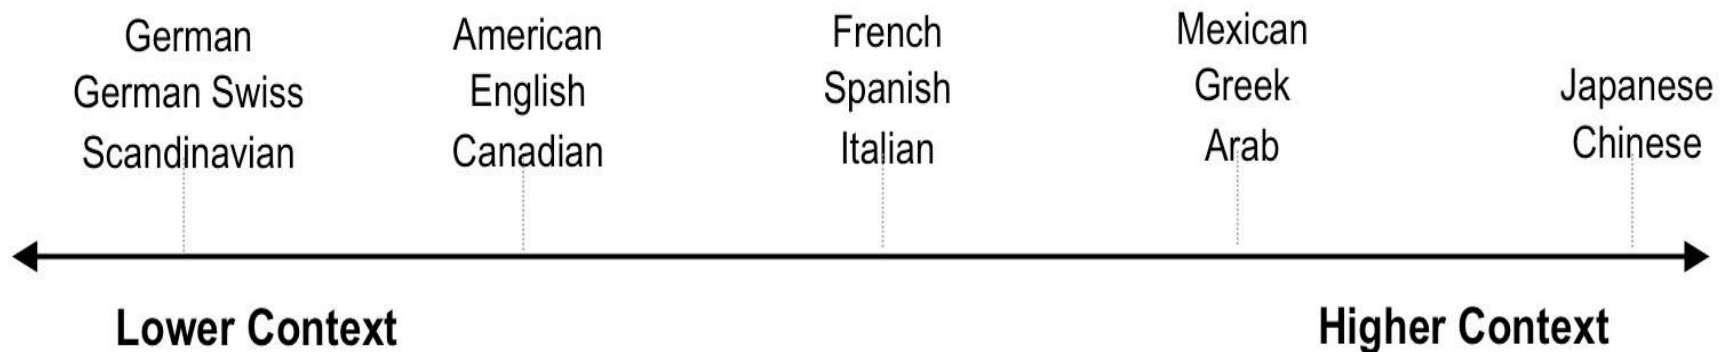 German
German Swiss
Scandinavian
American
English
Canadian
French
Spanish
Italian
Mexican
Greek
Arab
Japanese
Chinese
Lower Context
Higher Context